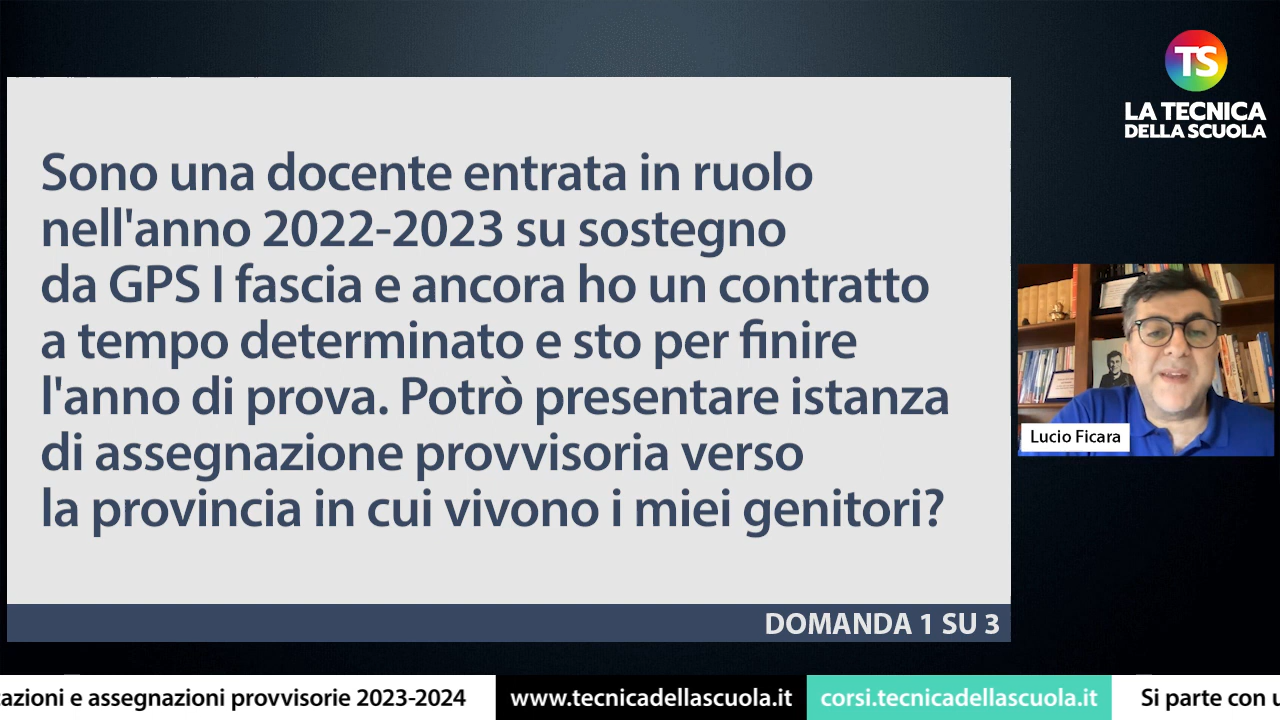 TS
LA TECNICA
DELLA SCUOLA
Sono una docente entrata in ruolo
nell'anno 2022-2023 su sostegno
da GPS I fascia e ancora ho un contratto
a tempo determinato e sto per finire
l'anno di prova. Potrò presentare istanza
di assegnazione provvisoria verso
la provincia in cui vivono i miei genitori?
Lucio Ficara
DOMANDA 1 SU 3
zazioni e assegnazioni provvisorie 2023-2024
www.tecnicadellascuola.it
corsi.tecnicadellascuola.it
Si parte con u